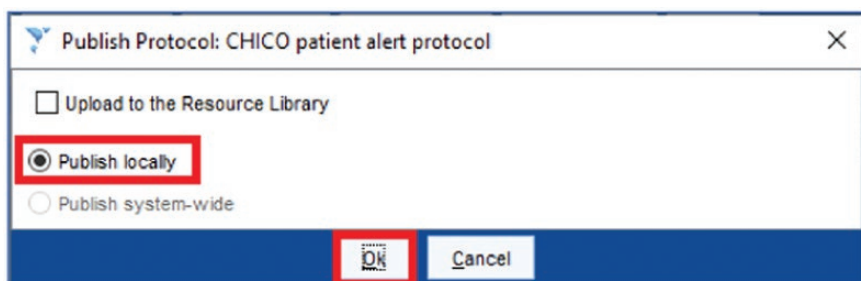 Publish Protocol: CHICO patient alert protocol
Upload to the Resource Library
Publish locally
Publish system-wide
Ok Cancel